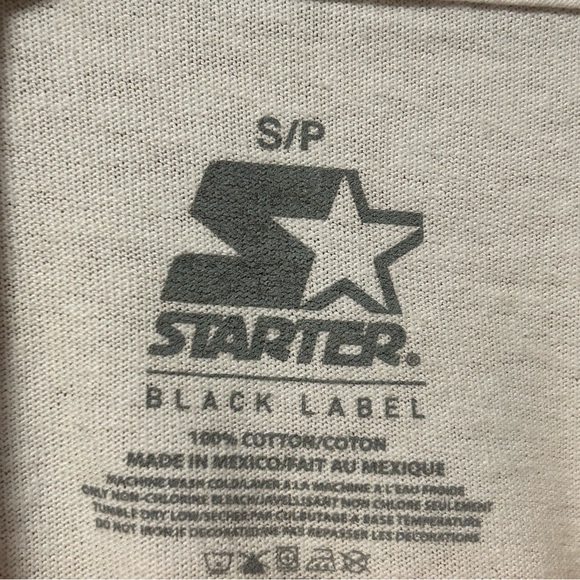 S/P
STARTER®
BLACK LABEL
100% COTTON/COTON
MADE IN MEXICO/FAIT AU MEXIQUE
MACHINE WASH COLD/LAVER A LA MACHINE A L'EAU FROIDE
ONLY NON-CHLORINE BLEACH/JAVELLISANT NON CHLORE SEULEMENT
TUMBLE DRY LOW/SECHER PAR CULBUTAGE A BASE TEMPERATURE
DO NOT IRON IF DECORATED/NE PAS REPASSER LES DECORATIONS